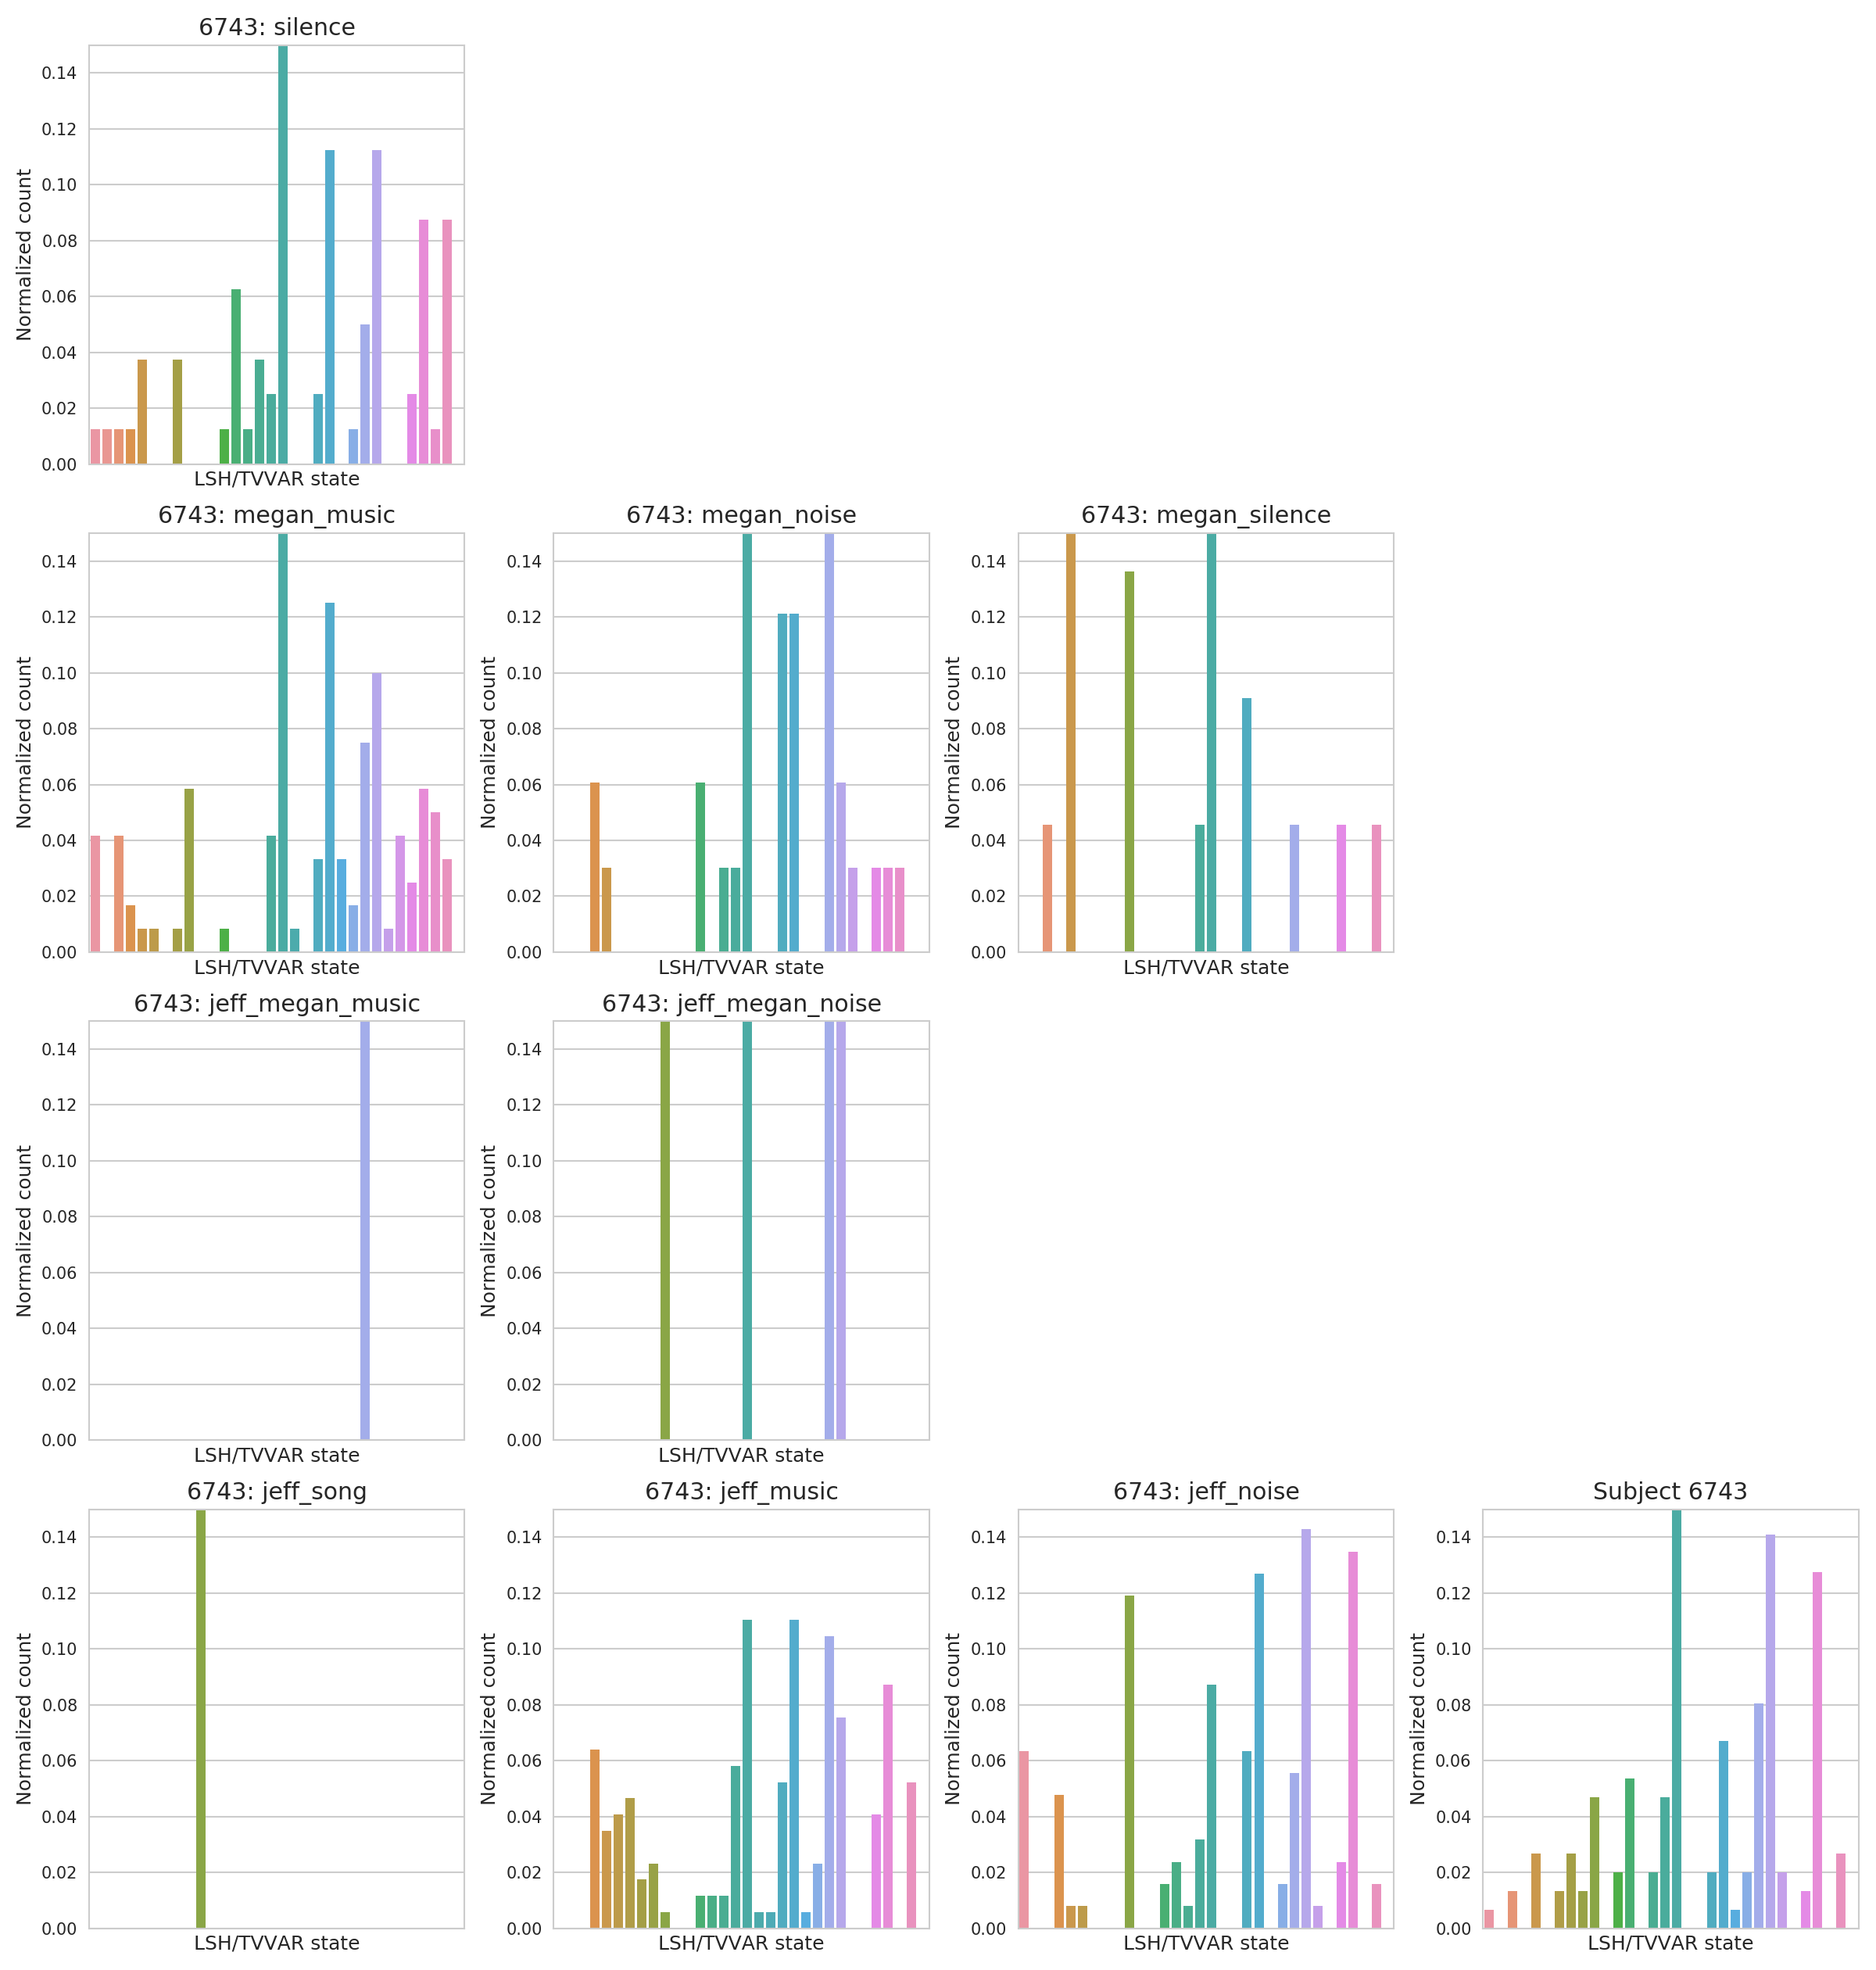 6743: silence
Normalized count
0.14
0.12
0.10
0.08
0.06
0.04
0.02
0.00
LSH/TVVAR state
6743: megan_music
Normalized count
0.14
0.12
0.10
0.08
0.06
0.04
0.02
0.00
LSH/TVVAR state
6743: megan_noise
Normalized count
0.14
0.12
0.10
0.08
0.06
0.04
0.02
0.00
LSH/TVVAR state
6743: megan_silence
Normalized count
0.14
0.12
0.10
0.08
0.06
0.04
0.02
0.00
LSH/TVVAR state
6743: jeff_megan_music
Normalized count
0.14
0.12
0.10
0.08
0.06
0.04
0.02
0.00
LSH/TVVAR state
6743: jeff_megan_noise
Normalized count
0.14
0.12
0.10
0.08
0.06
0.04
0.02
0.00
LSH/TVVAR state
6743: jeff_song
Normalized count
0.14
0.12
0.10
0.08
0.06
0.04
0.02
0.00
LSH/TVVAR state
6743: jeff_music
Normalized count
0.14
0.12
0.10
0.08
0.06
0.04
0.02
0.00
LSH/TVVAR state
6743: jeff_noise
Normalized count
0.14
0.12
0.10
0.08
0.06
0.04
0.02
0.00
LSH/TVVAR state
Subject 6743
Normalized count
0.14
0.12
0.10
0.08
0.06
0.04
0.02
0.00
LSH/TVVAR state